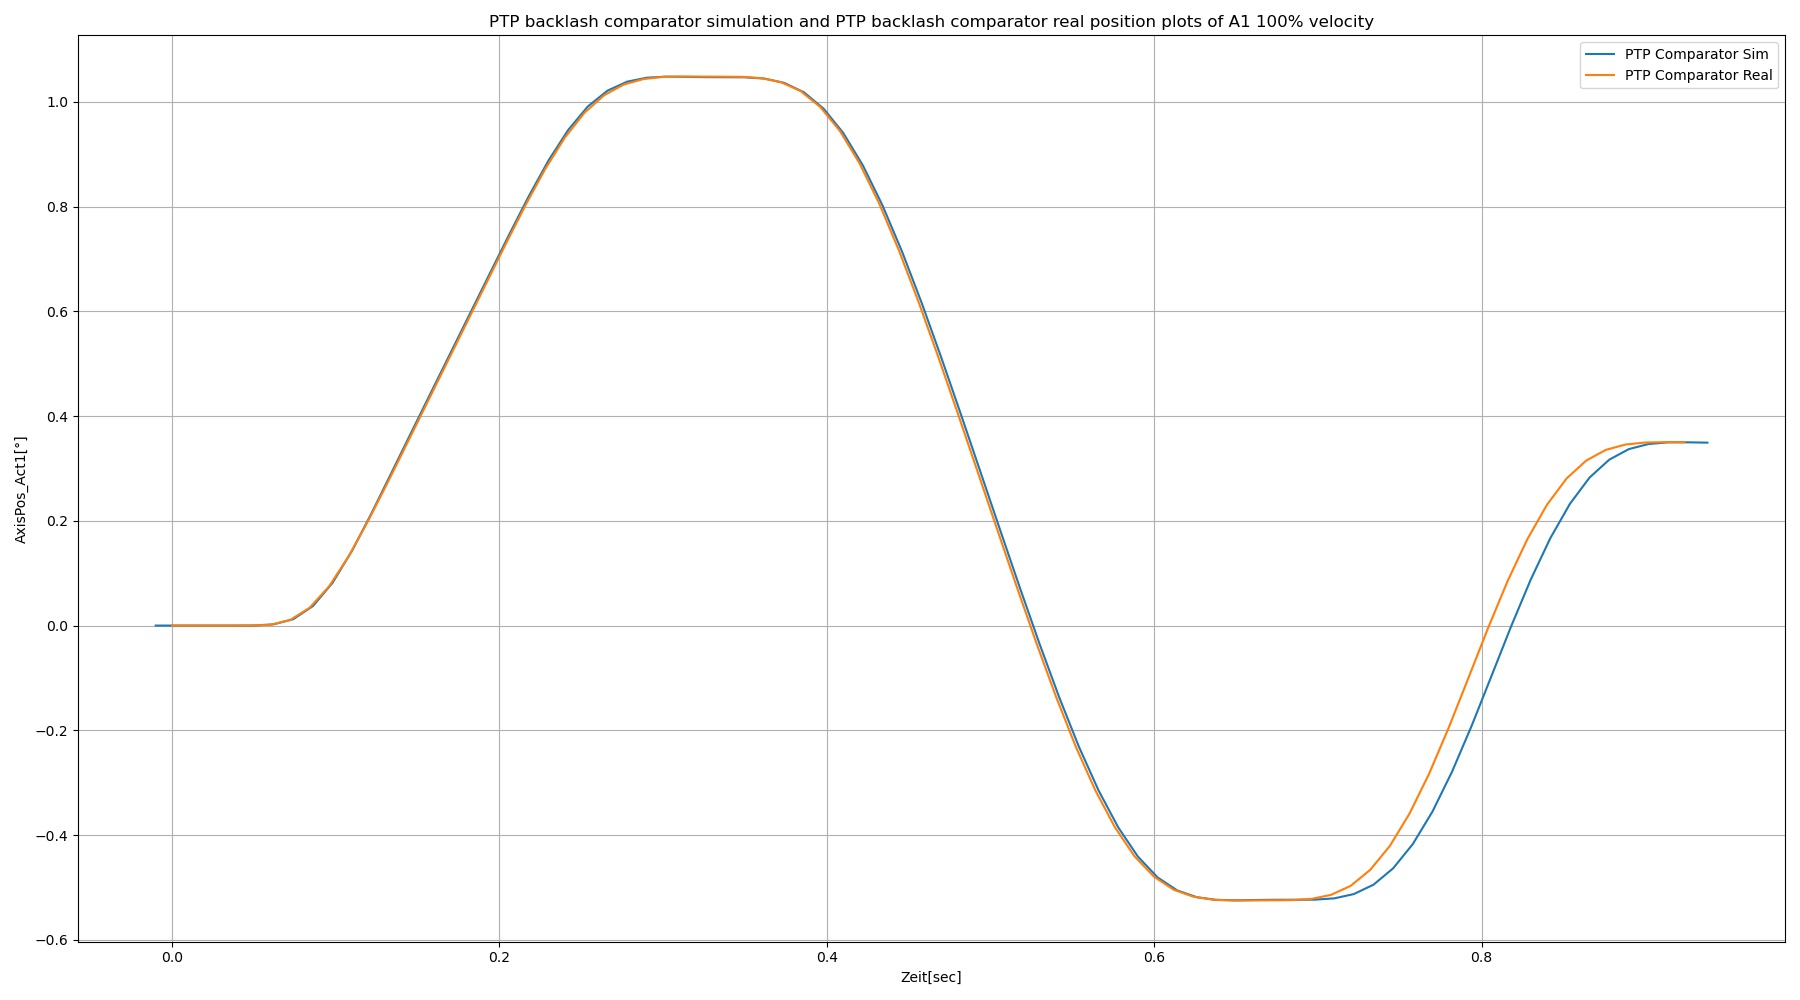 PTP backlash comparator simulation and PTP backlash comparator real position plots of A1 100% velocity
PTP Comparator Sim
PTP Comparator Real
AxisPos_Act1[°]
1.0
0.8
0.6
0.4
0.2
0.0
−0.2
−0.4
−0.6
0.0 0.2 0.4 0.6 0.8
Zeit[sec]